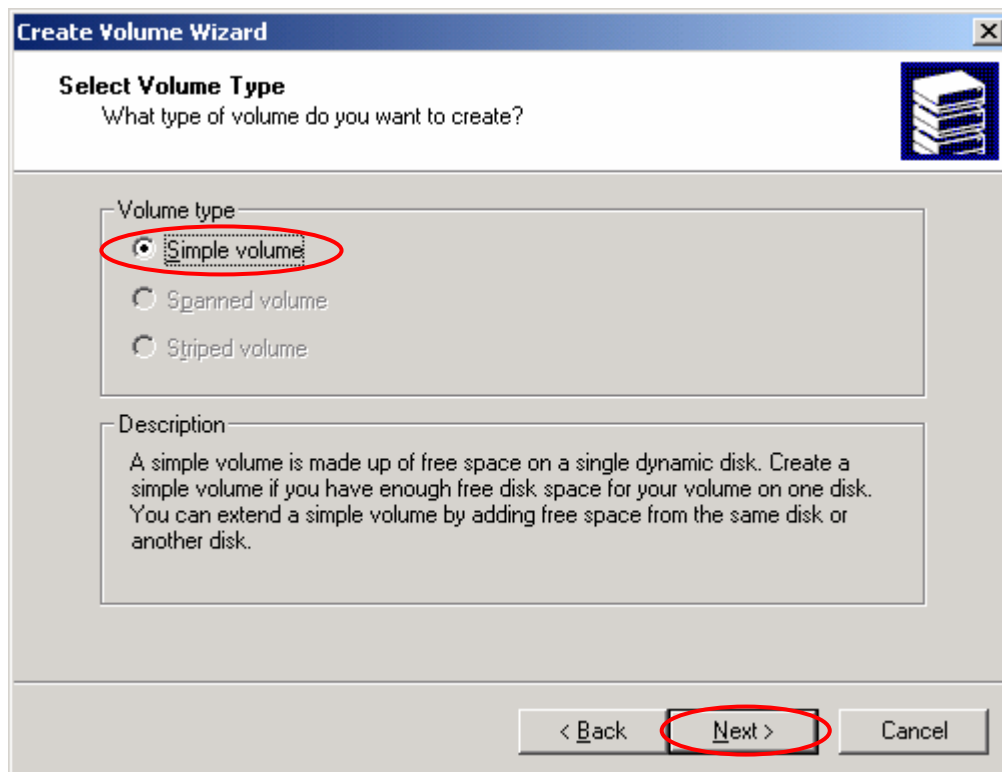 Create Volume Wizard
Select Volume Type
What type of volume do you want to create?
Volume type
Simple volume
Spanned volume
Striped volume
Description
A simple volume is made up of free space on a single dynamic disk. Create a
simple volume if you have enough free disk space for your volume on one disk.
You can extend a simple volume by adding free space from the same disk or
another disk.
< Back
Next >
Cancel